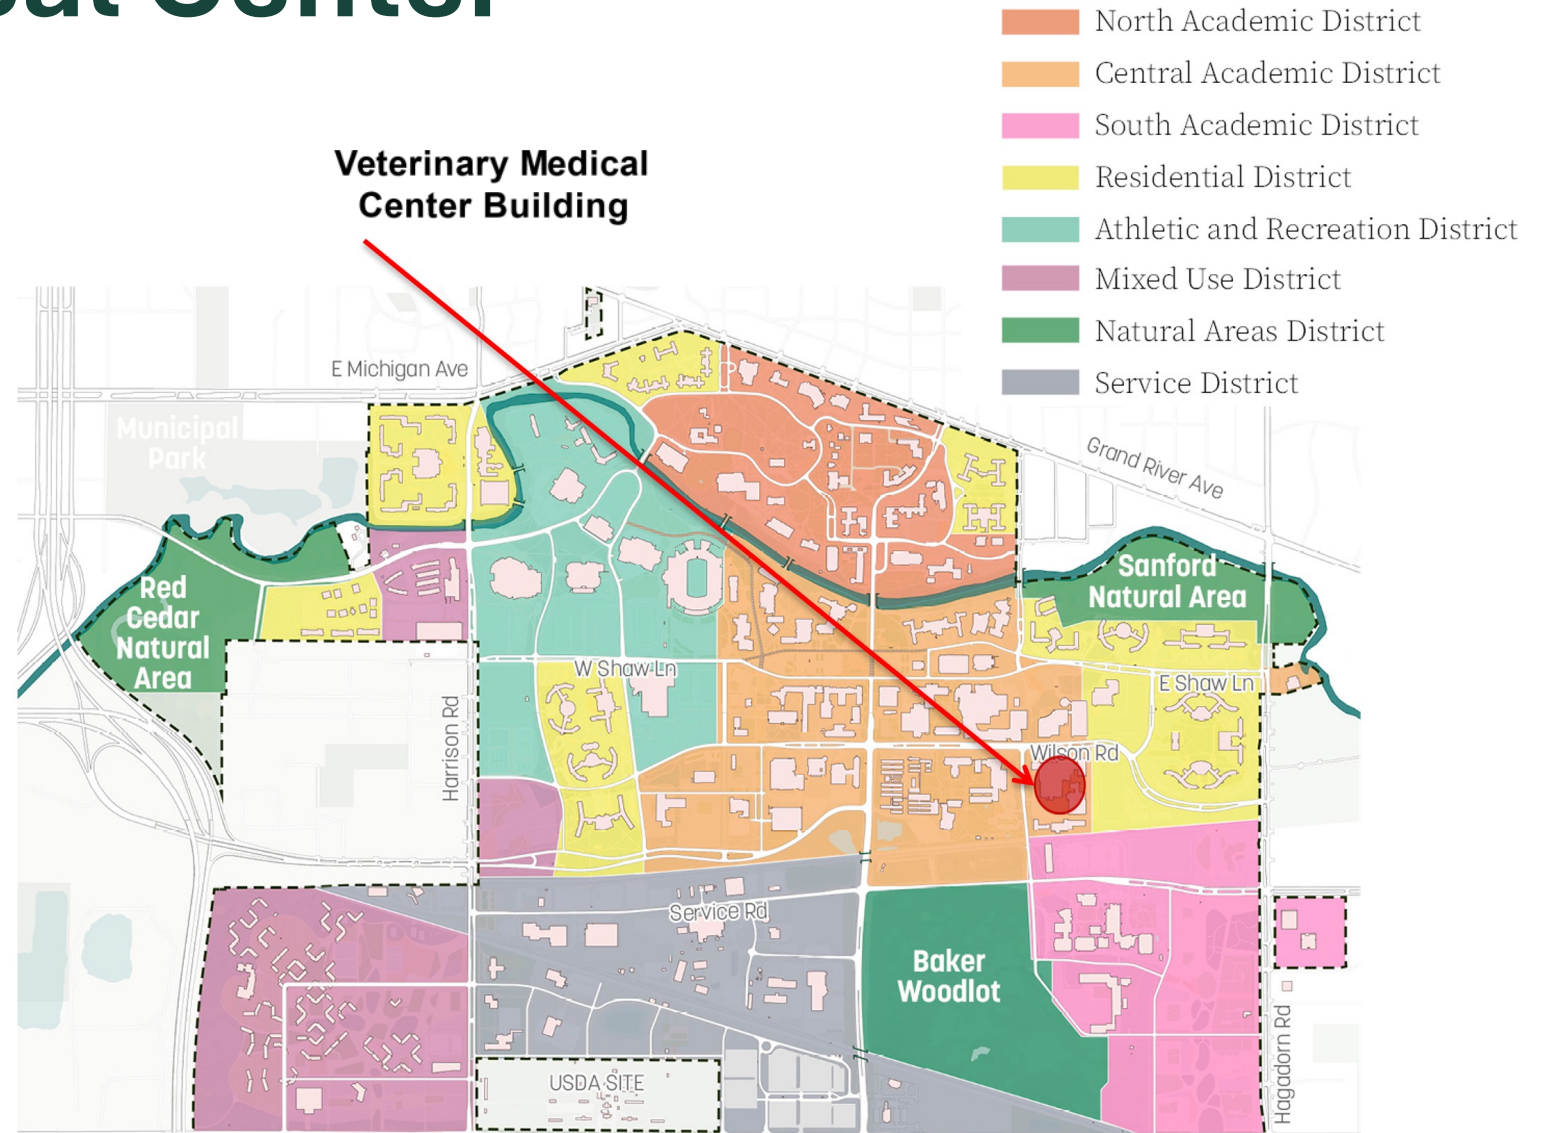 Center
North Academic District
Central Academic District
South Academic District
Residential District
Athletic and Recreation District
Mixed Use District
Natural Areas District
Service District
Veterinary Medical
Center Building
E Michigan Ave
Municipal
Park
Grand River Ave
Red
Cedar
Natural
Area
Sanford
Natural Area
W Shaw Ln
E Shaw Ln
Harrison Rd
Wilson Rd
Service Rd
Baker
Woodlot
Hagadorn Rd
USDA SITE